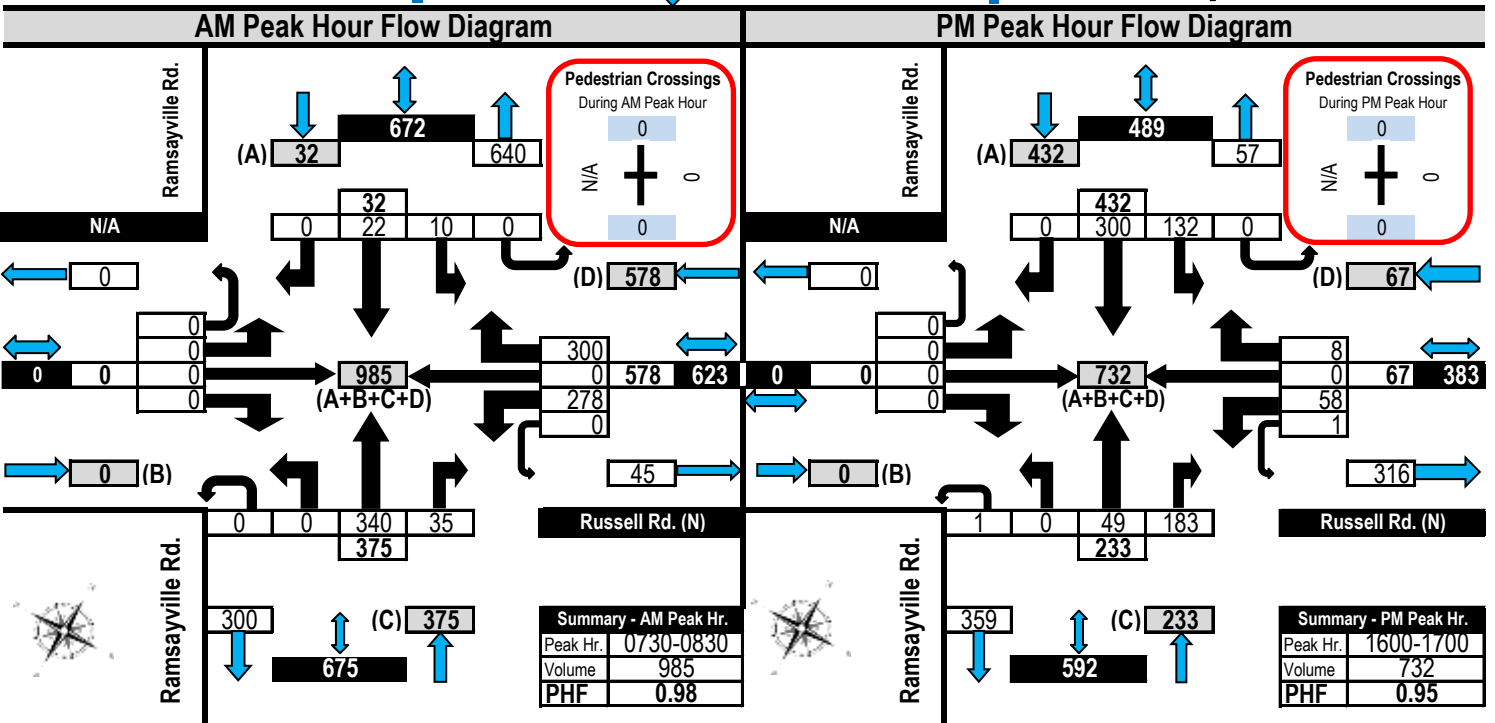 AM Peak Hour Flow Diagram
Ramsayville Rd.
N/A
672
(A) 32
640
32
0 22 10 0
Pedestrian Crossings
During AM Peak Hour
0
N/A
0
0
0
(D) 578
0
0
0 0 0
0
985
(A+B+C+D)
300
0 578 623
278
0
0 (B)
45
0 0 340 35
375
Russell Rd. (N)
Ramsayville Rd.
300
(C) 375
675
Summary - AM Peak Hr.
Peak Hr. 0730-0830
Volume 985
PHF 0.98
PM Peak Hour Flow Diagram
Ramsayville Rd.
N/A
489
(A) 432
57
432
0 300 132 0
Pedestrian Crossings
During PM Peak Hour
0
N/A
0
0
0
(D) 67
0
0
0 0 0
0
732
(A+B+C+D)
8
0 67 383
58
1
0 (B)
316
1 0 49 183
233
Russell Rd. (N)
Ramsayville Rd.
359
(C) 233
592
Summary - PM Peak Hr.
Peak Hr. 1600-1700
Volume 732
PHF 0.95